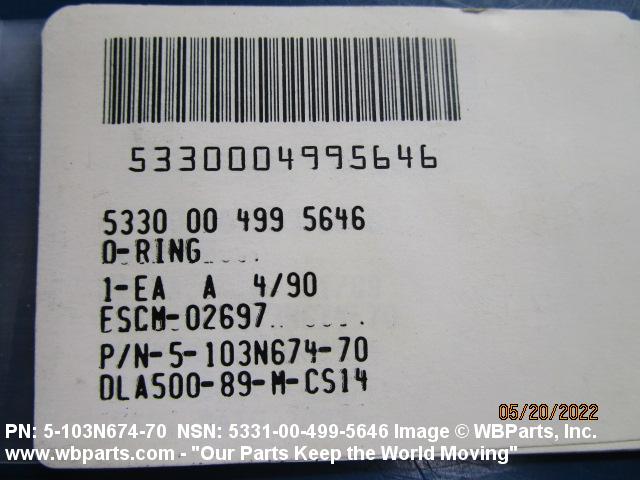 5330004995646
5330 00 499 5646
O-RING
1-EA A 4/90
ESCM-02697
P/N-5-103N674-70
DLA500-89-M-CS14
05/20/2022
PN: 5-103N674-70 NSN: 5331-00-499-5646 Image © WBParts, Inc.
www.wbparts.com - "Our Parts Keep the World Moving"